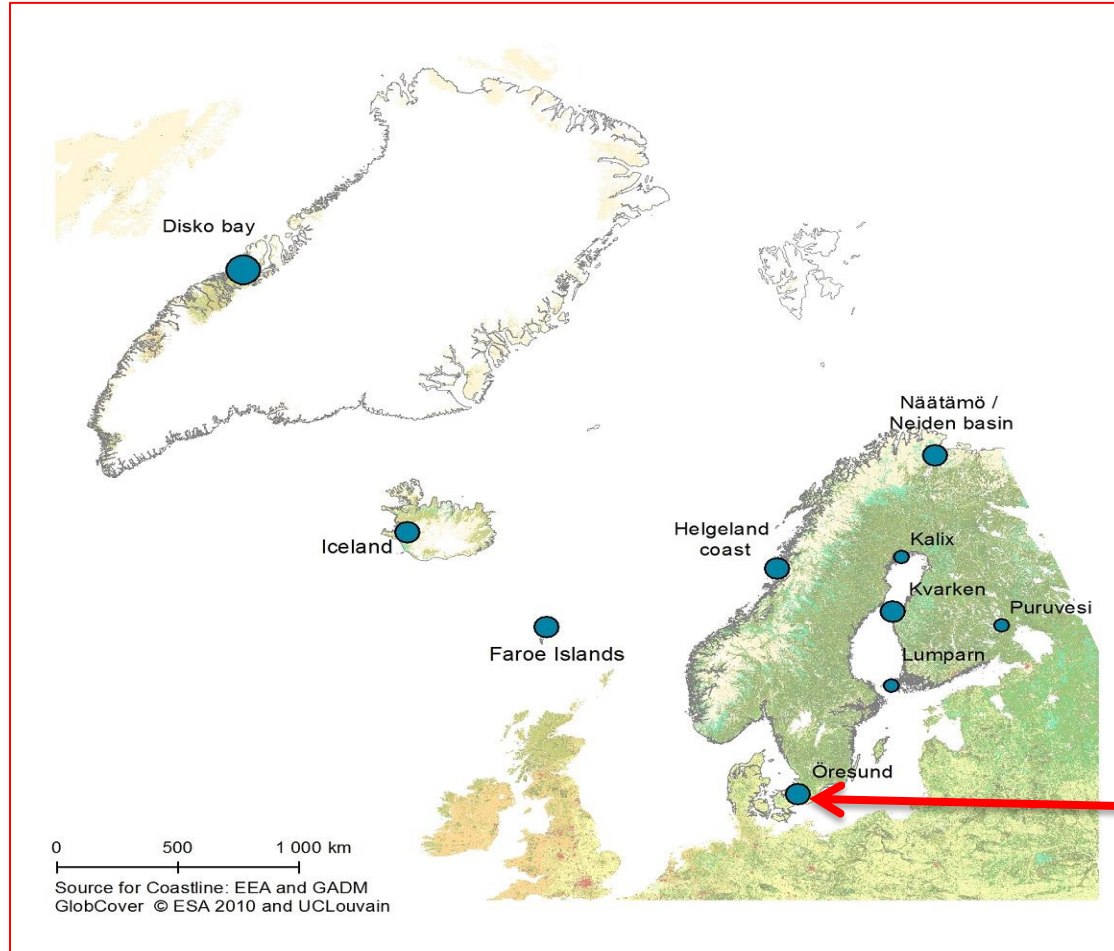 Disko bay
Näätämö /
Neiden basin
Iceland
Helgeland
coast
Kalix
Kvarken
Puruvesi
Faroe Islands
Lumparn
Öresund
0 500 1 000 km
Source for Coastline: EEA and GADM
GlobCover © ESA 2010 and UCLouvain